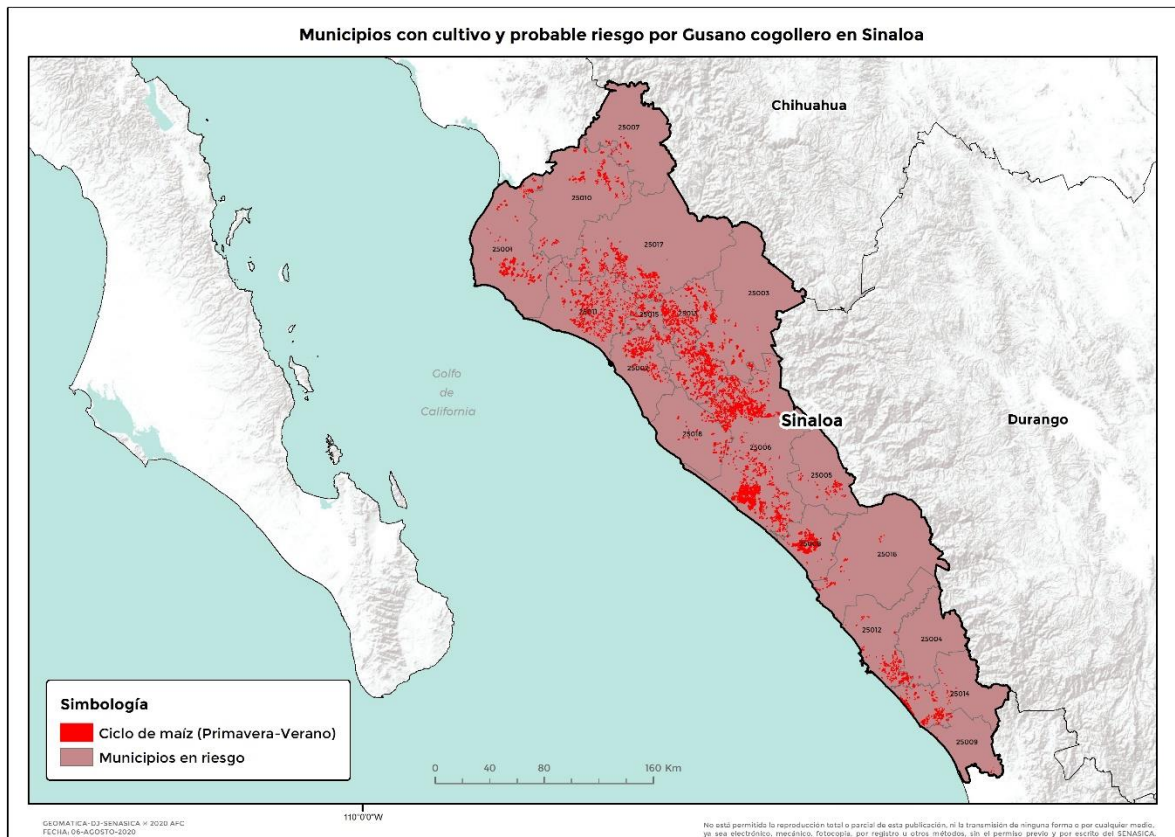 Municipios con cultivo y probable riesgo por Gusano cogollero en Sinaloa
Chihuahua
25007
25010
25017
25001
25003
25011
25015
25013
25002
Golfo
de
California
Sinaloa
Durango
25018
25006
25005
25016
25012
25004
25014
25009
Simbología
Ciclo de maíz (Primavera-Verano)
Municipios en riesgo
0 40 80 160 Km
110°0'0"W
GEOMATICA-DJ-SENASICA © 2020 AFC
FECHA: 06-AGOSTO-2020
No está permitida la reproducción total o parcial de esta publicación, ni la transmisión de ninguna forma o por cualquier medio,
ya sea electrónico, mecánico, fotocopia, por registro u otros métodos, sin el permiso previo y por escrito del SENASICA.